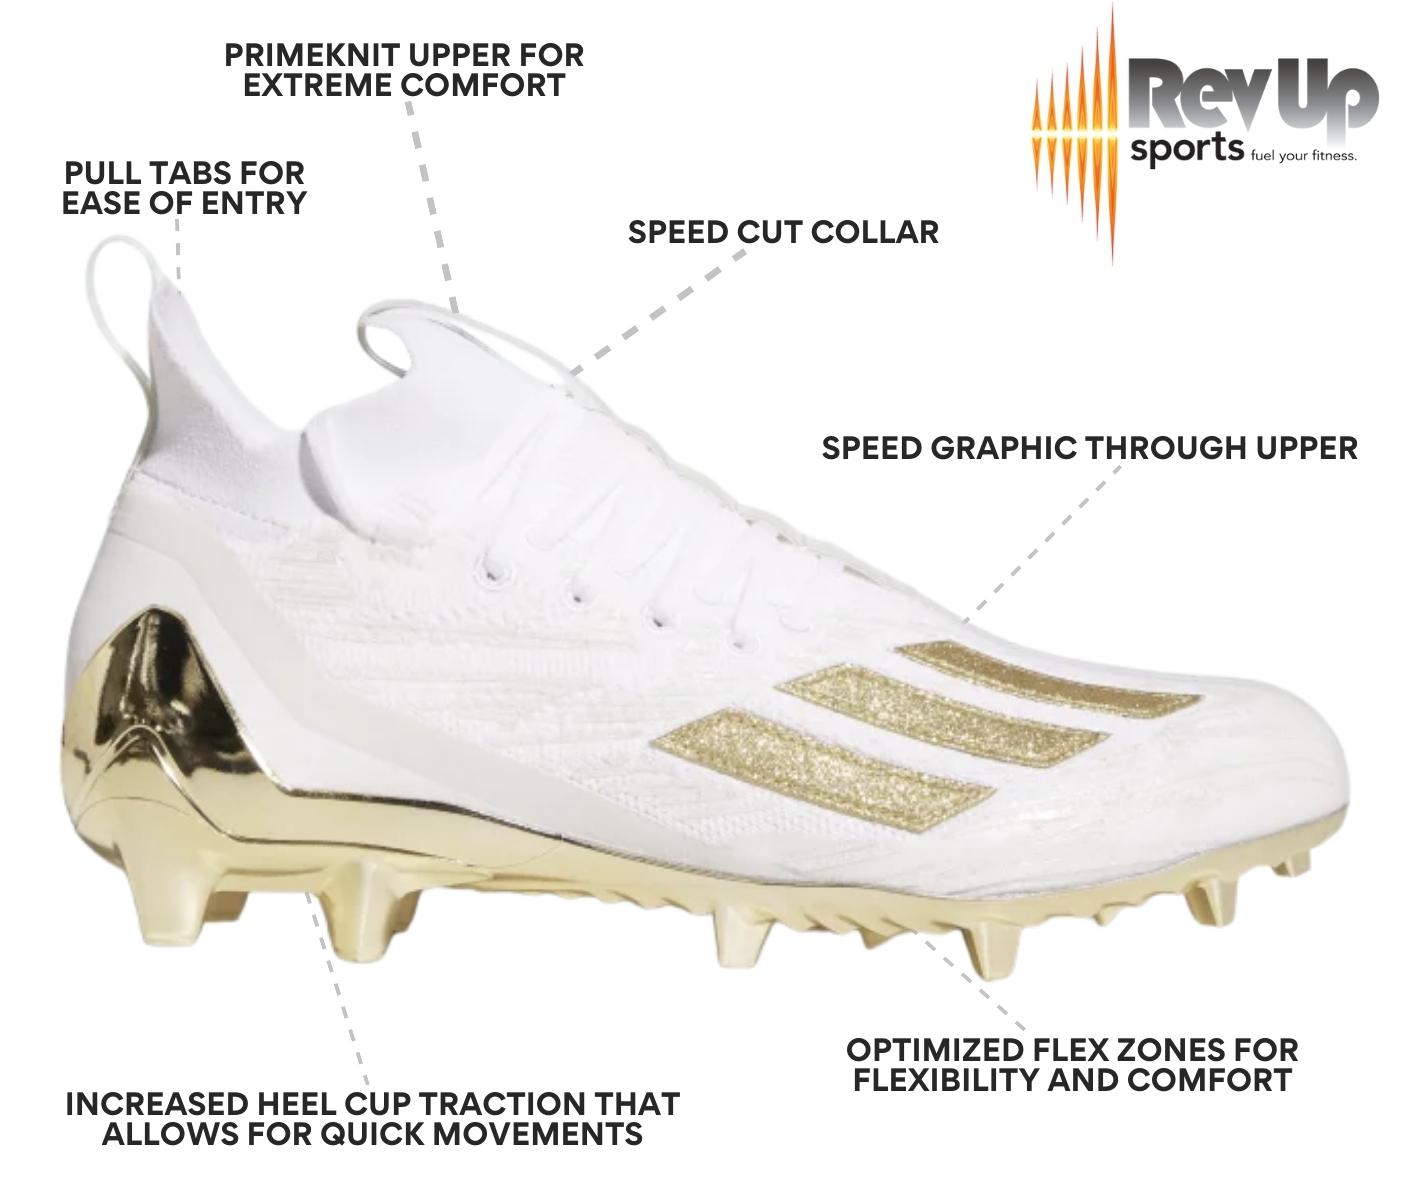 PRIMEKNIT UPPER FOR
EXTREME COMFORT
RevUp
sports fuel your fitness.
PULL TABS FOR
EASE OF ENTRY
SPEED CUT COLLAR
SPEED GRAPHIC THROUGH UPPER
OPTIMIZED FLEX ZONES FOR
FLEXIBILITY AND COMFORT
INCREASED HEEL CUP TRACTION THAT
ALLOWS FOR QUICK MOVEMENTS